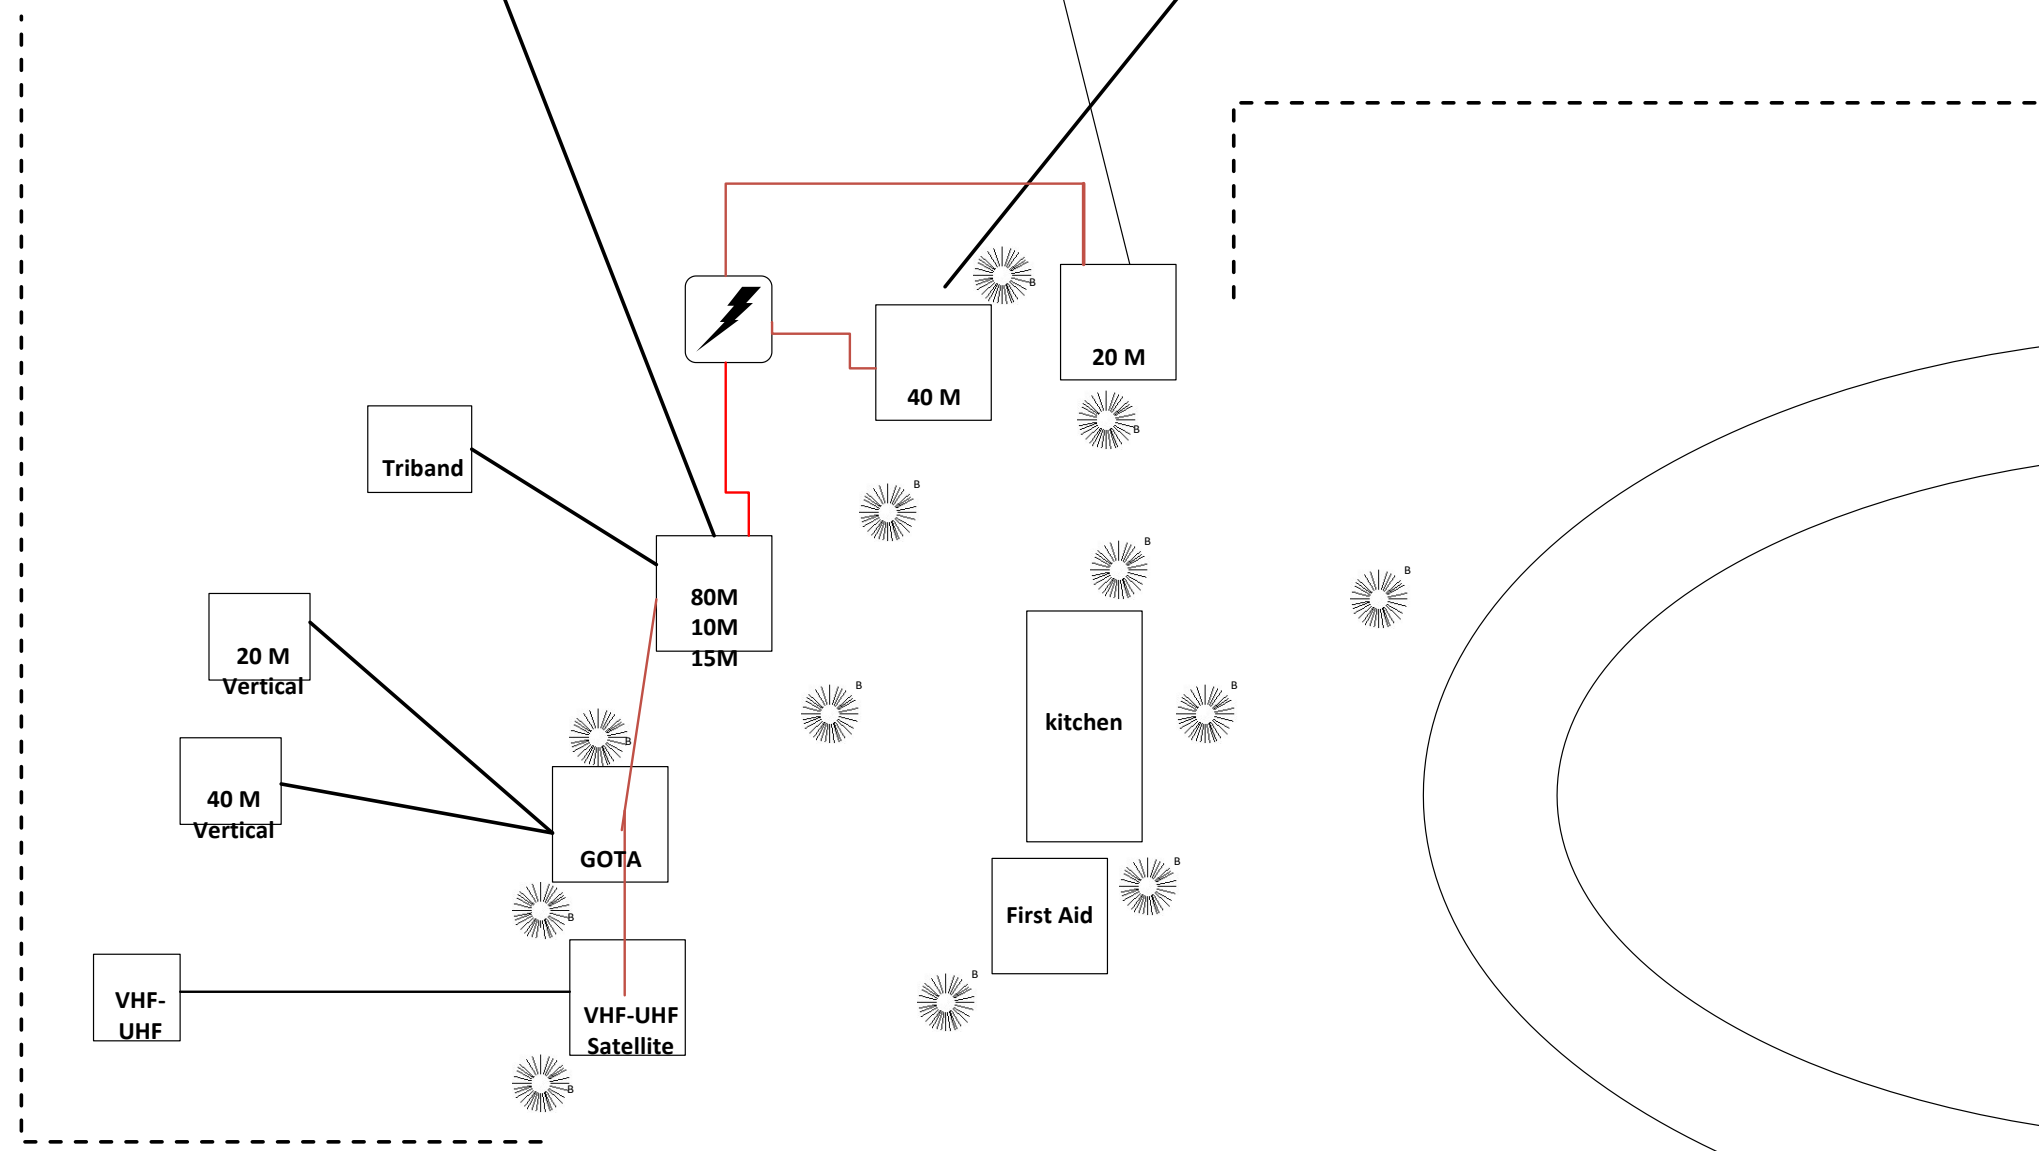 B
20 M
40 M
B
Triband
B
B
B
80M
10M
15M
20 M
Vertical
B
B
kitchen
B
40 M
Vertical
GOTA
B
First Aid
B
B
VHF-
UHF
VHF-UHF
Satellite
B